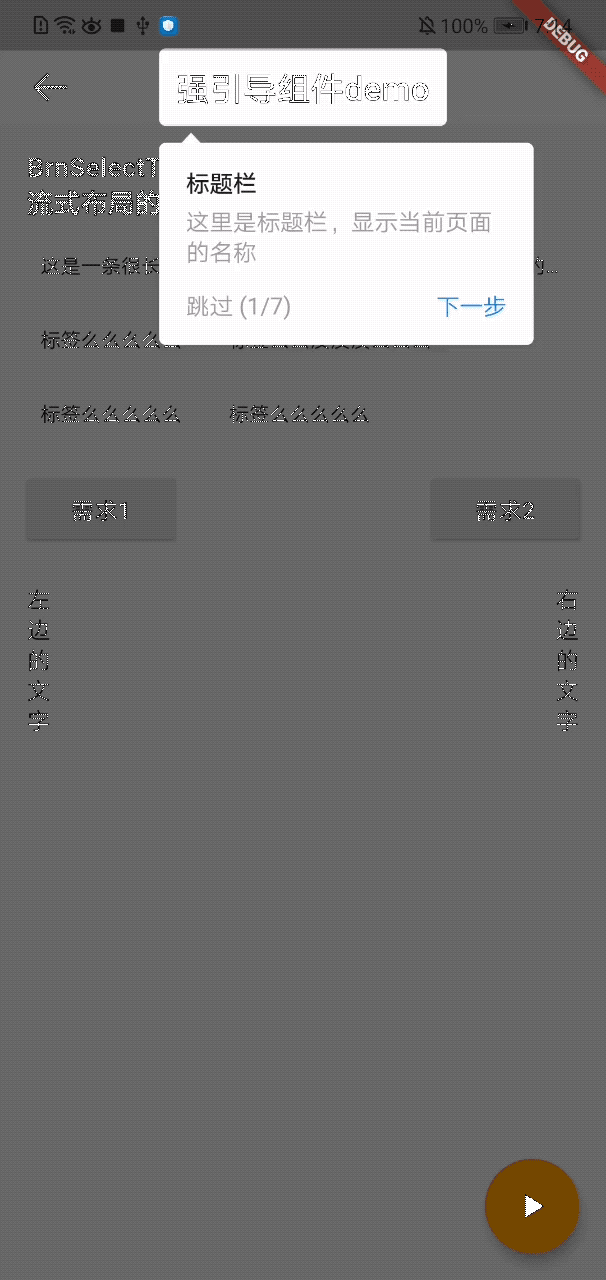 100%
DEBUG
强引导组件demo
BrnSelectT
流式布局的
标题栏
这里是标题栏，显示当前页面
的名称
跳过 (1/7)
下一步
这是一条很长
的...
标签么么么么么
标签么么么么么
标签么么么么么
需求1
需求2
左边的文字
右边的文字